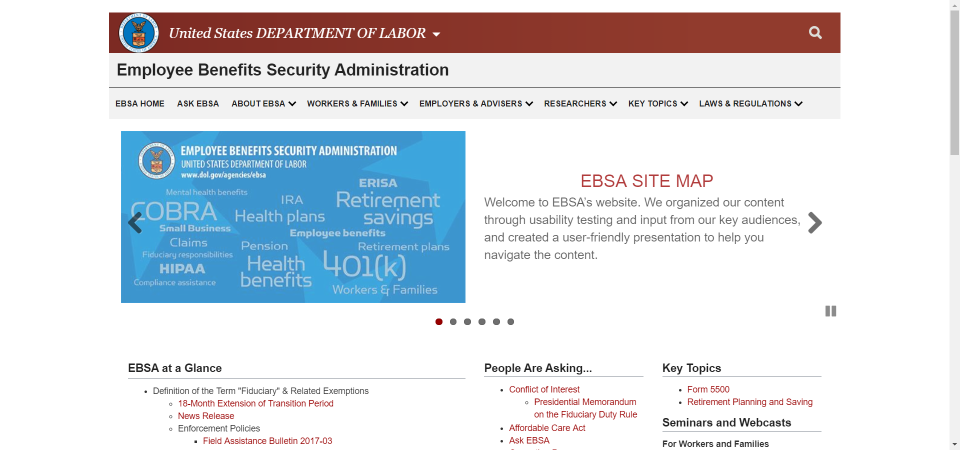 United States DEPARTMENT OF LABOR
Employee Benefits Security Administration
EBSA HOME ASK EBSA ABOUT EBSA WORKERS & FAMILIES EMPLOYERS & ADVISERS RESEARCHERS KEY TOPICS LAWS & REGULATIONS
EMPLOYEE BENEFITS SECURITY ADMINISTRATION
UNITED STATES DEPARTMENT OF LABOR
www.dol.gov/agencies/ebsa
ERISA
Mental health benefits
IRA
Retirement
savings
COBRA
Health plans
Small Business
Employee benefits
Claims
Pension
Retirement plans
Fiduciary responsibilities
HIPAA
Health
benefits
401(k)
Compliance assistance
Workers & Families
EBSA SITE MAP
Welcome to EBSA's website. We organized our content
through usability testing and input from our key audiences,
and created a user-friendly presentation to help you
navigate the content.
EBSA at a Glance
Definition of the Term "Fiduciary" & Related Exemptions
18-Month Extension of Transition Period
News Release
Enforcement Policies
Field Assistance Bulletin 2017-03
People Are Asking...
Conflict of Interest
Presidential Memorandum
on the Fiduciary Duty Rule
Affordable Care Act
Ask EBSA
Key Topics
Form 5500
Retirement Planning and Saving
Seminars and Webcasts
For Workers and Families